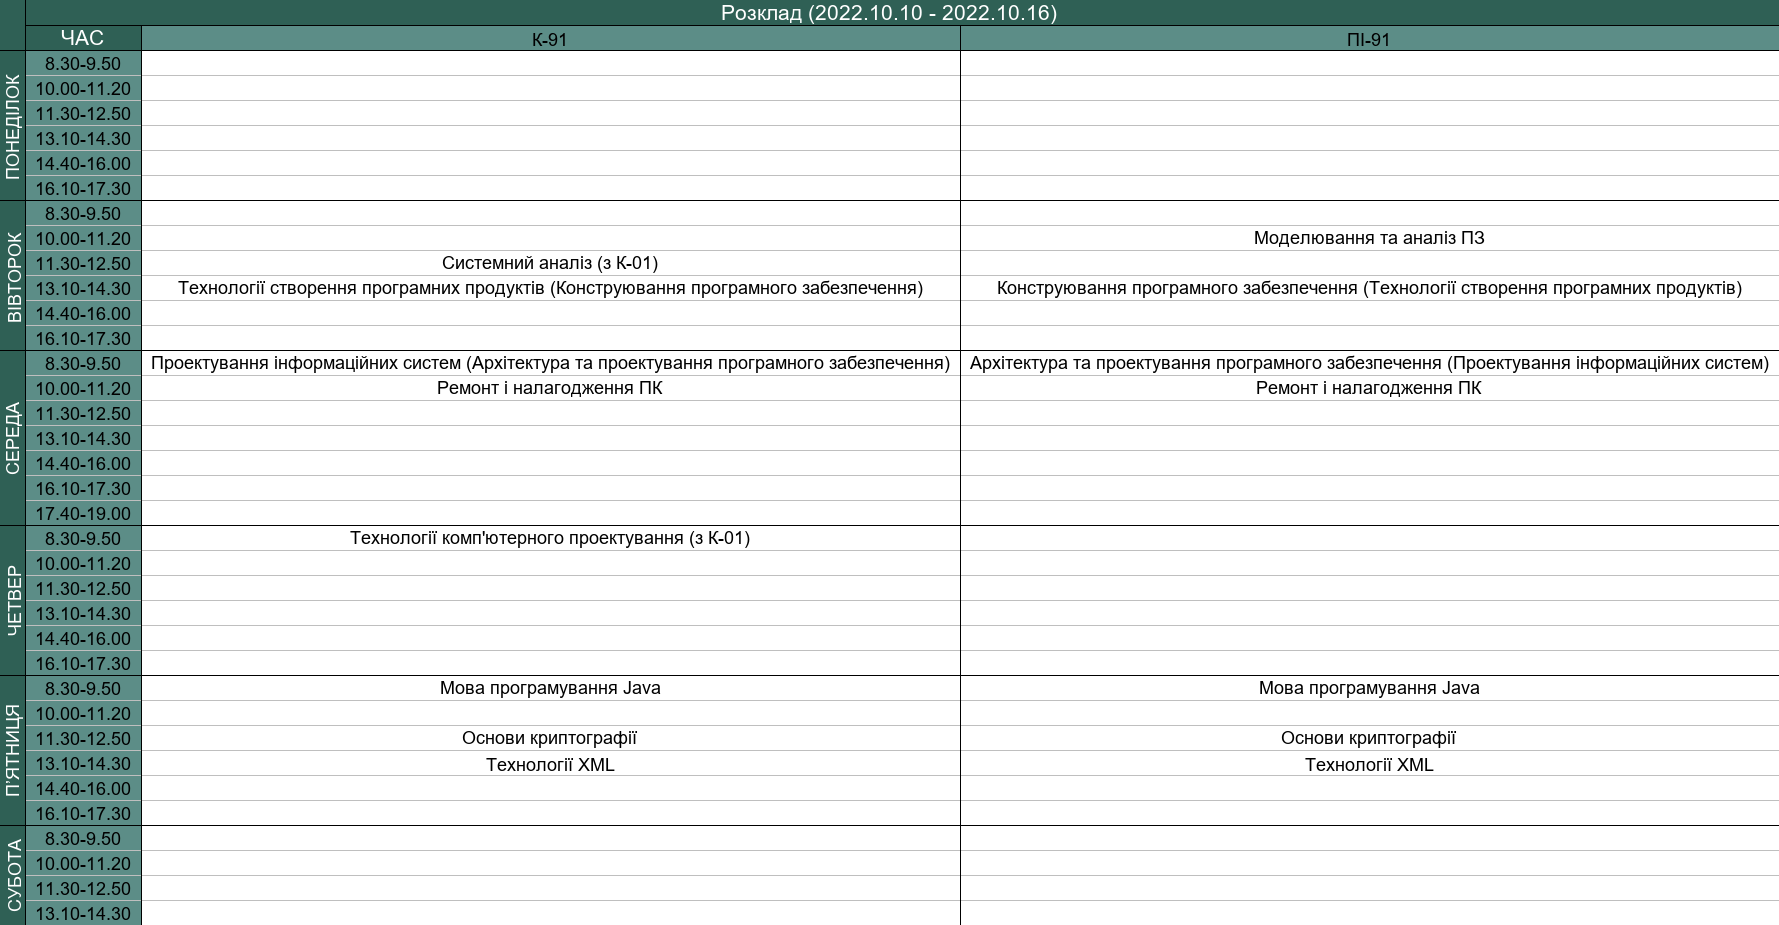 Розклад (2022.10.10 - 2022.10.16)
ЧАС К-91 ПІ-91
ПОНЕДІЛОК
8.30-9.50
10.00-11.20
11.30-12.50
13.10-14.30
14.40-16.00
16.10-17.30
ВІВТОРОК
8.30-9.50
10.00-11.20 Моделювання та аналіз ПЗ
11.30-12.50 Системний аналіз (з К-01)
13.10-14.30 Технології створення програмних продуктів (Конструювання програмного забезпечення) Конструювання програмного забезпечення (Технології створення програмних продуктів)
14.40-16.00
16.10-17.30
СЕРЕДА
8.30-9.50 Проектування інформаційних систем (Архітектура та проектування програмного забезпечення) Архітектура та проектування програмного забезпечення (Проектування інформаційних систем)
10.00-11.20 Ремонт і налагодження ПК Ремонт і налагодження ПК
11.30-12.50
13.10-14.30
14.40-16.00
16.10-17.30
17.40-19.00
ЧЕТВЕР
8.30-9.50 Технології комп'ютерного проектування (з К-01)
10.00-11.20
11.30-12.50
13.10-14.30
14.40-16.00
16.10-17.30
П'ЯТНИЦЯ
8.30-9.50 Мова програмування Java Мова програмування Java
10.00-11.20
11.30-12.50 Основи криптографії Основи криптографії
13.10-14.30 Технології XML Технології XML
14.40-16.00
16.10-17.30
СУБОТА
8.30-9.50
10.00-11.20
11.30-12.50
13.10-14.30